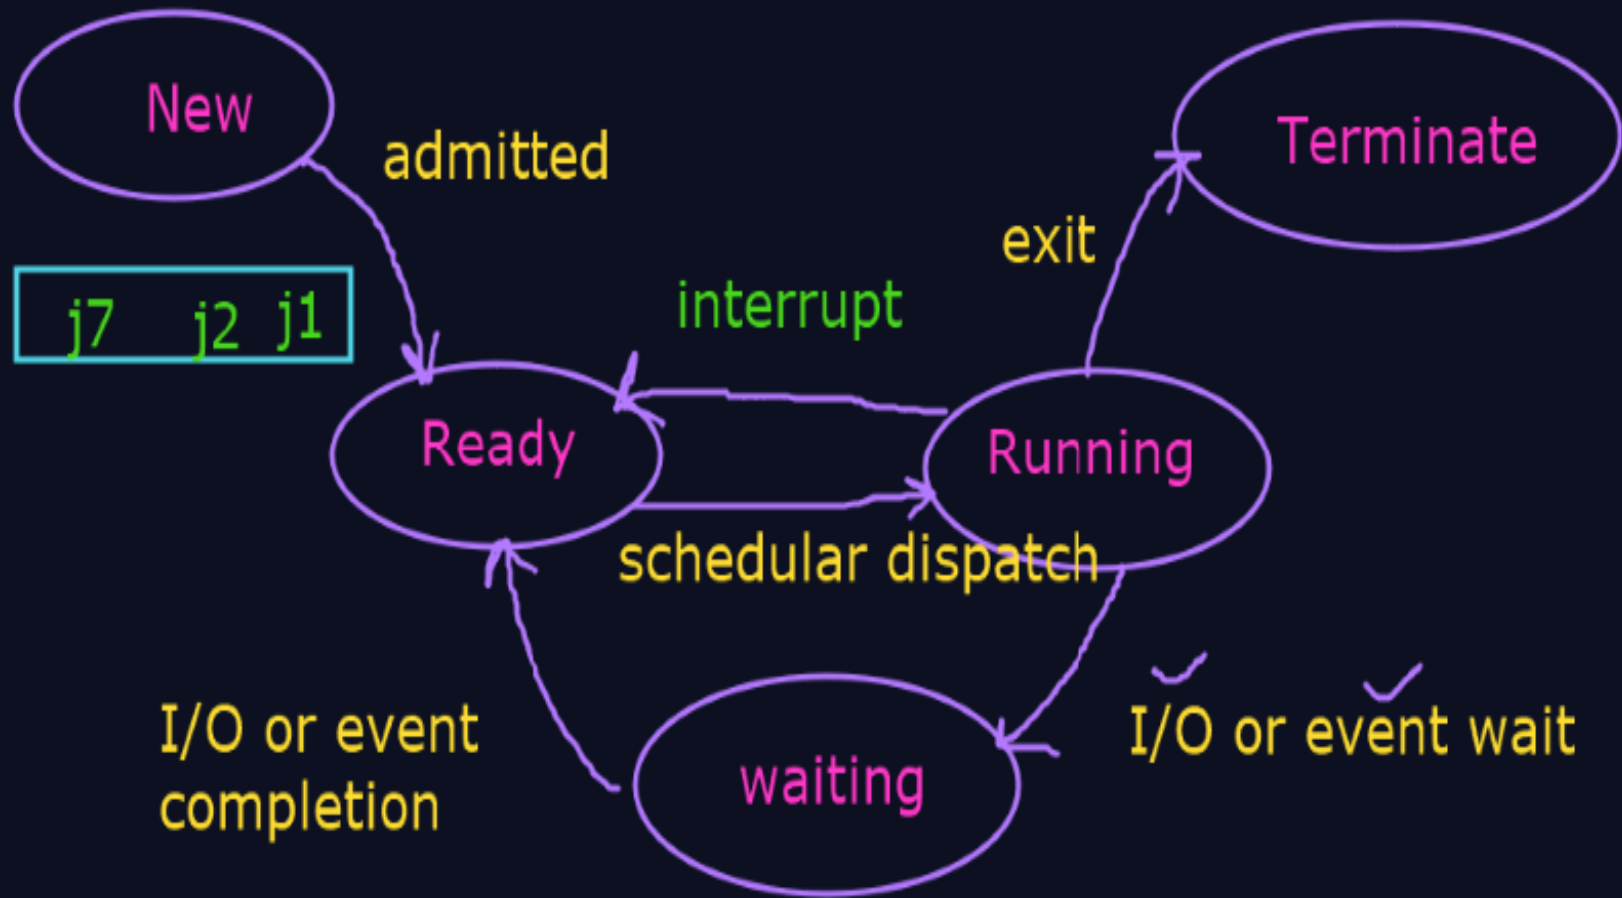 New
Terminate
admitted
exit
j7 j2 j1
interrupt
Ready
Running
schedular dispatch
I/O or event
completion
waiting
I/O or event wait